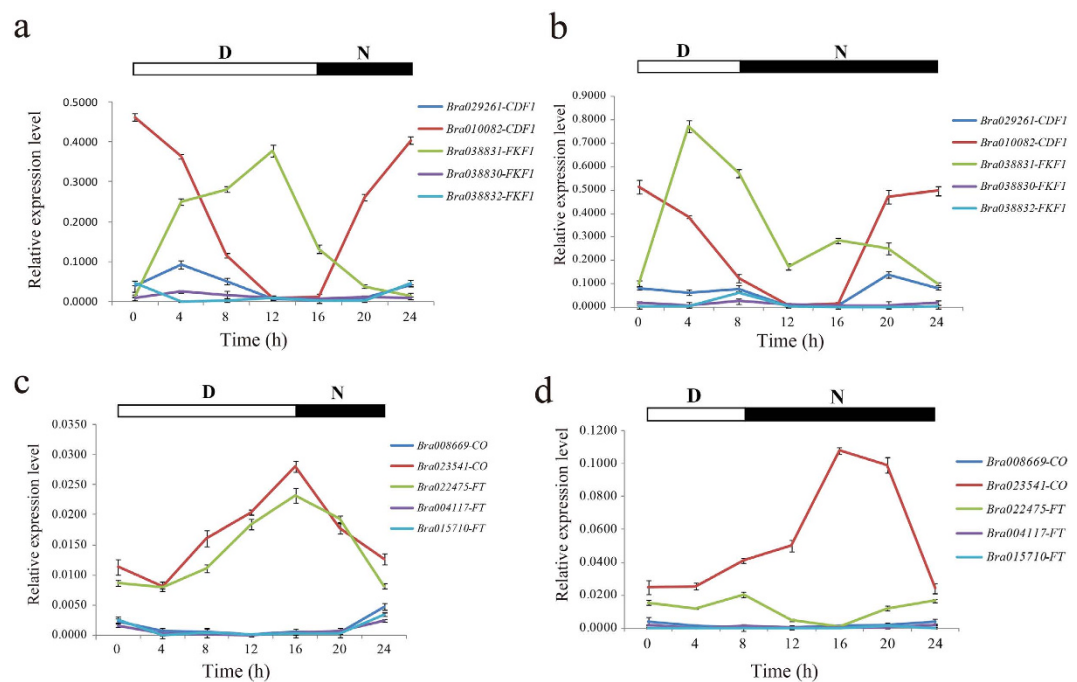 a
D N
Relative expression level
0.5000
0.4000
0.3000
0.2000
0.1000
0.0000
0 4 8 12 16 20 24
Time (h)
Bra029261-CDF1
Bra010082-CDF1
Bra038831-FKF1
Bra038830-FKF1
Bra038832-FKF1
b
D N
Relative expression level
0.9000
0.8000
0.7000
0.6000
0.5000
0.4000
0.3000
0.2000
0.1000
0.0000
0 4 8 12 16 20 24
Time (h)
Bra029261-CDF1
Bra010082-CDF1
Bra038831-FKF1
Bra038830-FKF1
Bra038832-FKF1
c
D N
Relative expression level
0.0350
0.0300
0.0250
0.0200
0.0150
0.0100
0.0050
0.0000
0 4 8 12 16 20 24
Time (h)
Bra008669-CO
Bra023541-CO
Bra022475-FT
Bra004117-FT
Bra015710-FT
d
D N
Relative expression level
0.1200
0.1000
0.0800
0.0600
0.0400
0.0200
0.0000
0 4 8 12 16 20 24
Time (h)
Bra008669-CO
Bra023541-CO
Bra022475-FT
Bra004117-FT
Bra015710-FT